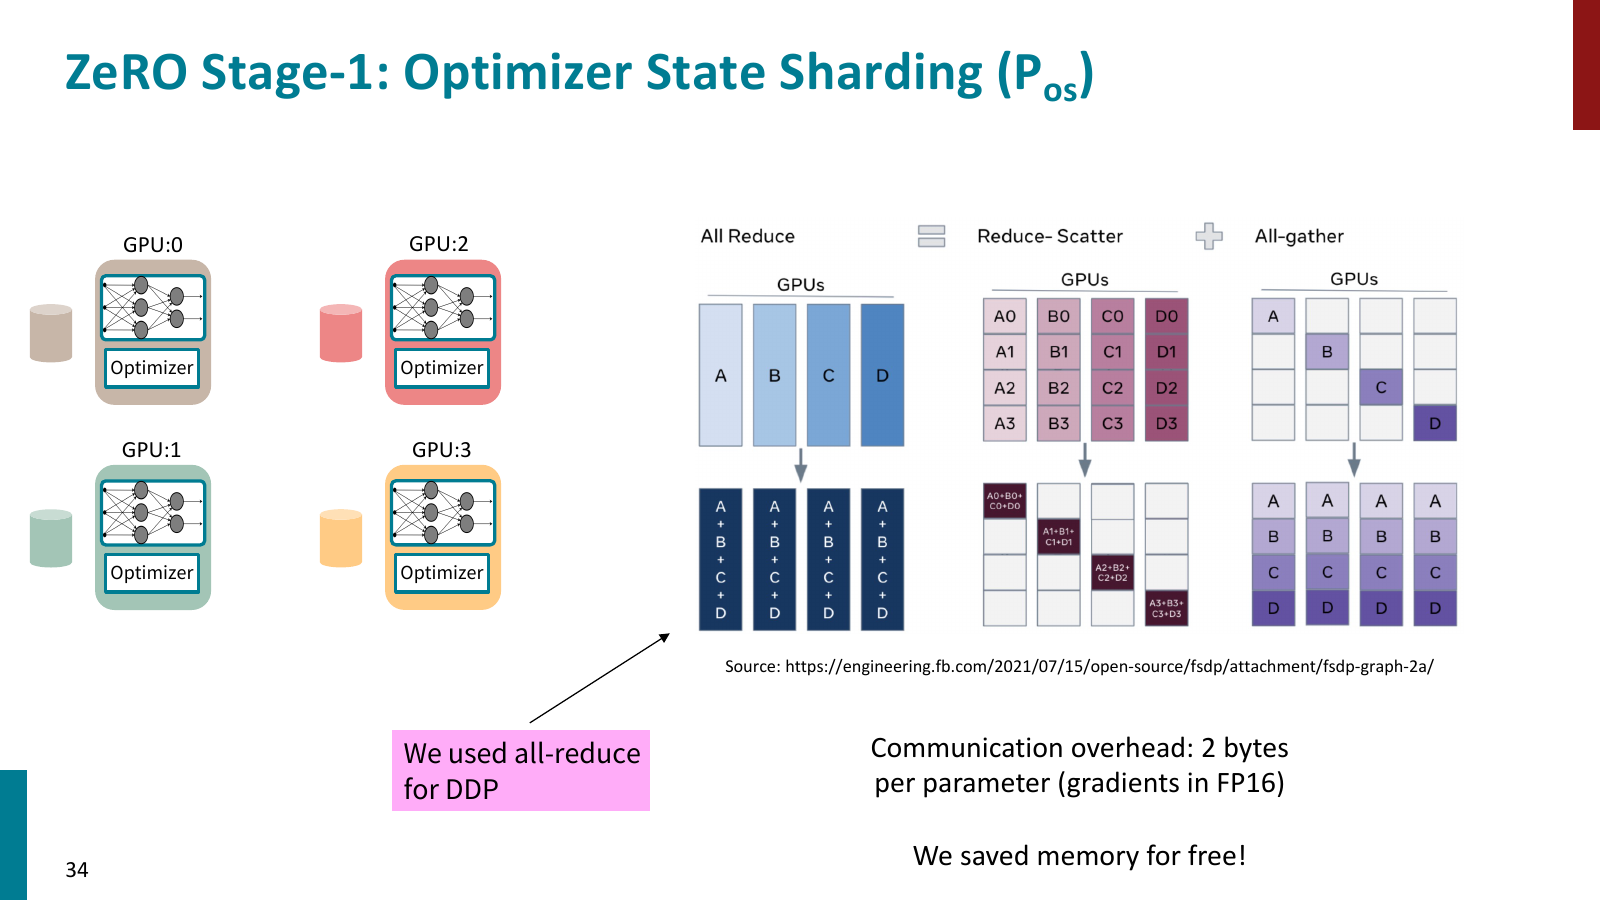 ZeRO Stage-1: Optimizer State Sharding (Pos)
GPU:0
Optimizer
GPU:2
Optimizer
GPU:1
Optimizer
GPU:3
Optimizer
All Reduce
Reduce- Scatter
All-gather
GPUs
A B C D
A A A A
+ + + +
B B B B
+ + + +
C C C C
+ + + +
D D D D
GPUs
A0 B0 C0 D0
A1 B1 C1 D1
A2 B2 C2 D2
A3 B3 C3 D3
A0+B0+
C0+D0
A1+B1+
C1+D1
A2+B2+
C2+D2
A3+B3+
C3+D3
GPUs
A
B
C
D
A A A A
B B B B
C C C C
D D D D
Source: https://engineering.fb.com/2021/07/15/open-source/fsdp/attachment/fsdp-graph-2a/
We used all-reduce
for DDP
Communication overhead: 2 bytes
per parameter (gradients in FP16)
We saved memory for free!
34